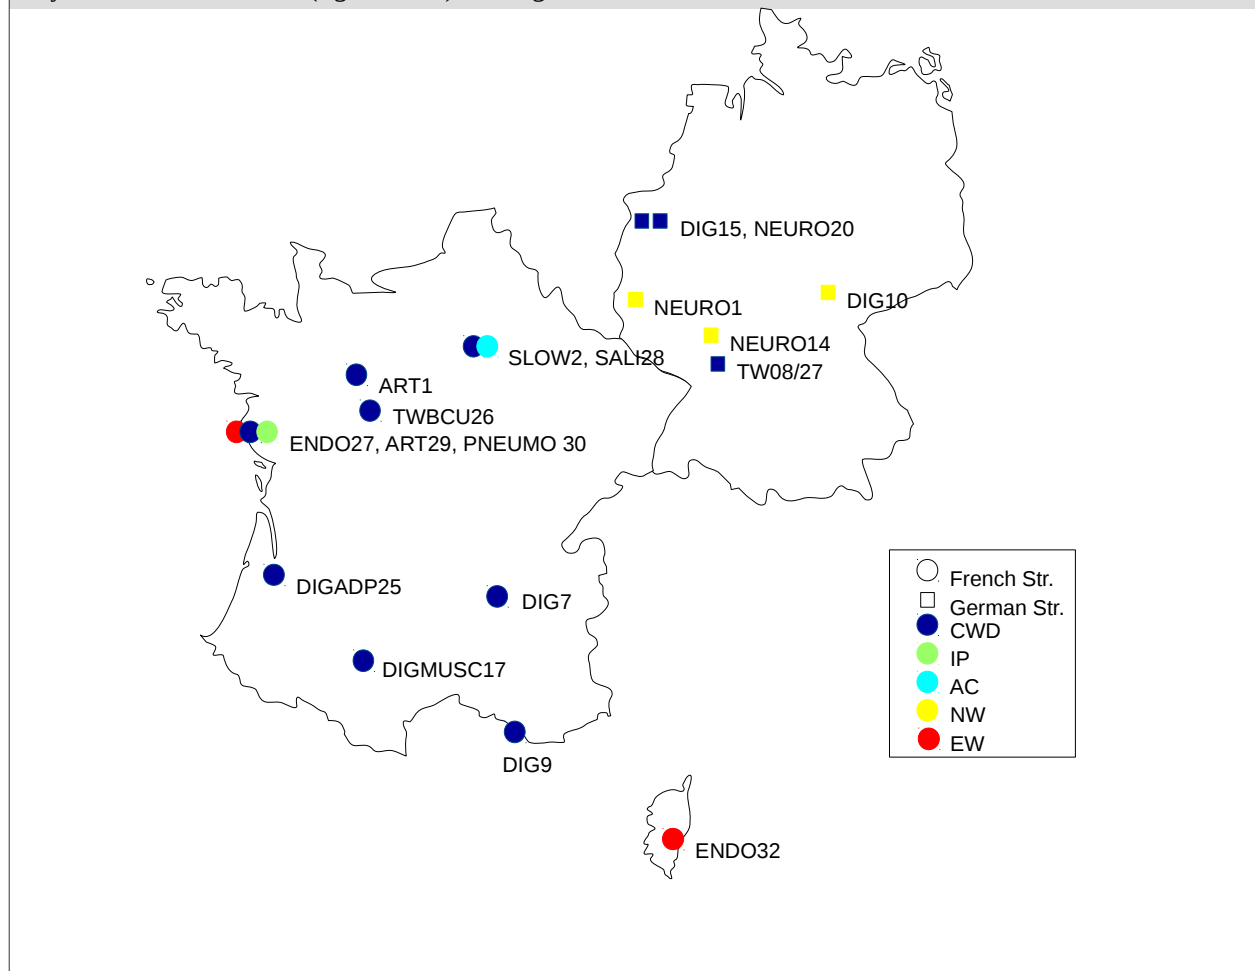 DIG15, NEURO20
NEURO1
DIG10
NEURO14
SLOW2, SALI28
TW08/27
ART1
TWBCU26
ENDO27, ART29, PNEUMO 30
DIGADP25
DIG7
DIGMUSC17
DIG9
ENDO32
French Str.
German Str.
CWD
IP
AC
NW
EW